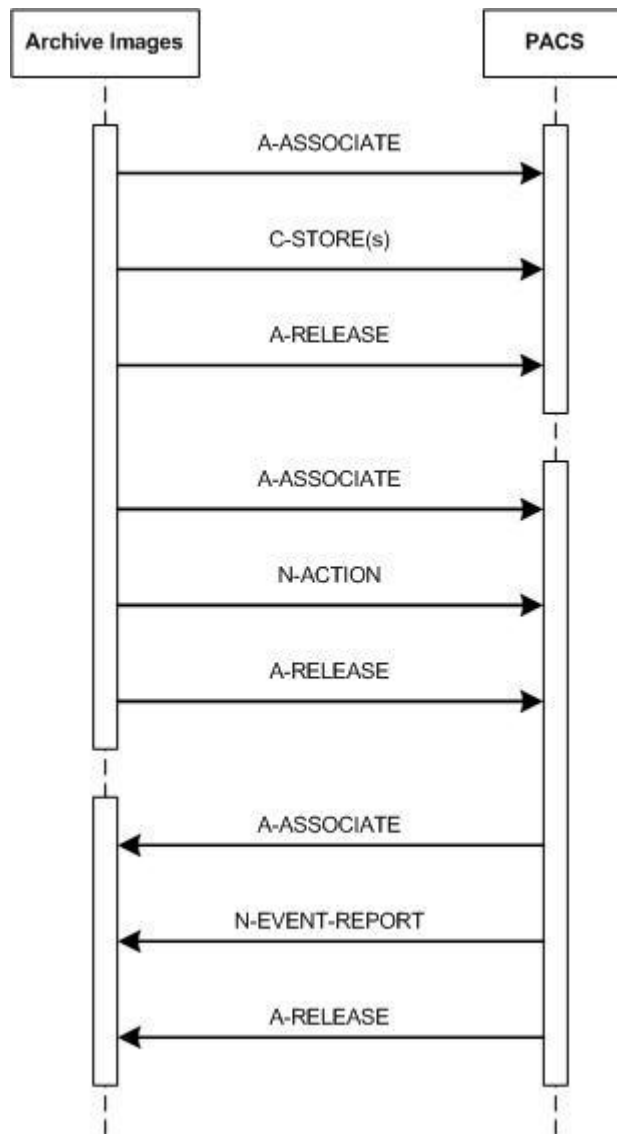 Archive Images
PACS
A-ASSOCIATE
C-STORE(s)
A-RELEASE
A-ASSOCIATE
N-ACTION
A-RELEASE
A-ASSOCIATE
N-EVENT-REPORT
A-RELEASE